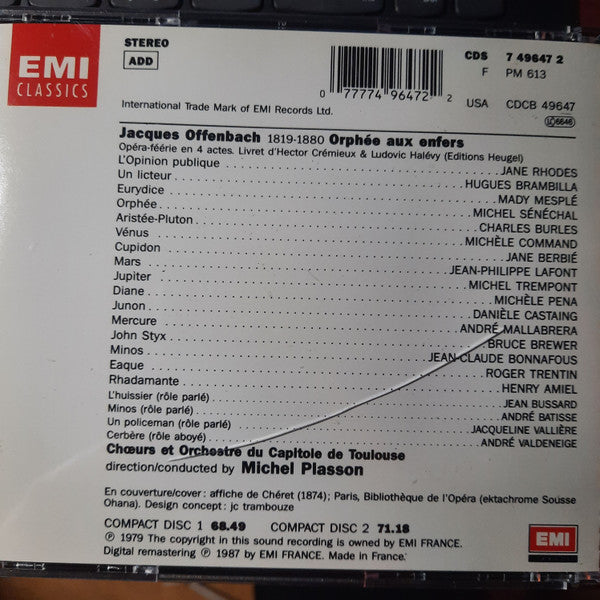 EMI
CLASSICS
STEREO
ADD
0 77774 96472 2
CDS 7 49647 2
F PM 613
USA CDCB 49647
LC 6646
International Trade Mark of EMI Records Ltd.
Jacques Offenbach 1819-1880 Orphée aux enfers
Opéra-féérie en 4 actes. Livret d'Hector Crémieux & Ludovic Halévy (Editions Heugel)
L'Opinion publique JANE RHODES
Un licteur HUGUES BRAMBILLA
Eurydice MADY MESPLÉ
Orphée MICHEL SÉNÉCHAL
Aristée-Pluton CHARLES BURLES
Vénus MICHÈLE COMMAND
Cupidon JANE BERBIÉ
Mars JEAN-PHILIPPE LAFONT
Jupiter MICHEL TREMPONT
Diane MICHÈLE PENA
Junon DANIÈLE CASTAING
Mercure ANDRÉ MALLABRERA
John Styx BRUCE BREWER
Minos JEAN-CLAUDE BONNAFOUS
Eaque ROGER TRENTIN
Rhadamante HENRY AMIEL
L'huissier (rôle parlé) JEAN BUSSARD
Minos (rôle parlé) ANDRÉ BATISSE
Un policeman (rôle parlé) JACQUELINE VALLIÈRE
Cerbère (rôle aboyé) ANDRÉ VALDENEIGE
Chœurs et Orchestre du Capitole de Toulouse
direction/conducted by Michel Plasson
En couverture/cover : affiche de Chéret (1874) ; Paris, Bibliothèque de l'Opéra (ektachrome Sousse
Ohana). Design concept : jc trambouze
COMPACT DISC 1 68.49 COMPACT DISC 2 71.18
℗ 1979 The copyright in this sound recording is owned by EMI FRANCE.
Digital remastering ℗ 1987 by EMI FRANCE. Made in France.
EMI